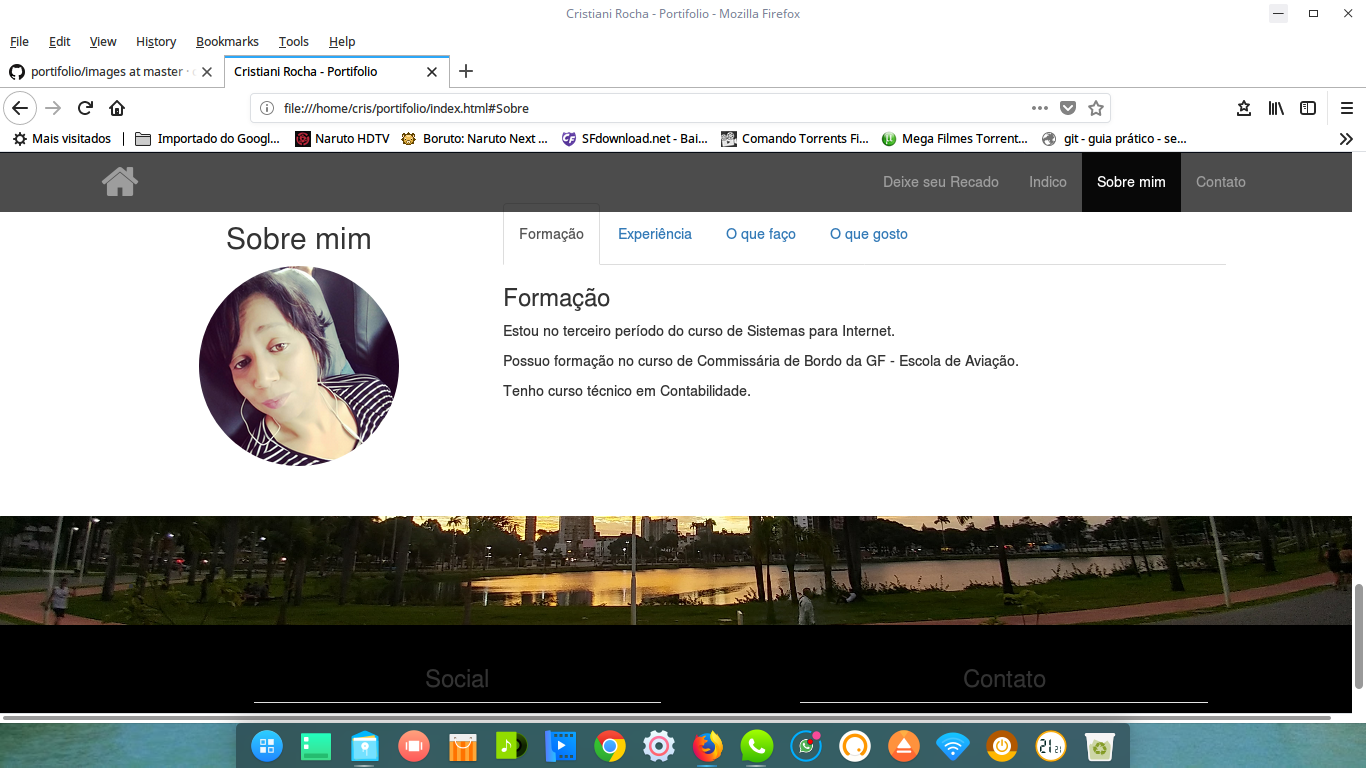 Cristiani Rocha - Portifolio - Mozilla Firefox
File Edit View History Bookmarks Tools Help
portifolio/images at master ·
Cristiani Rocha - Portifolio
file:///home/cris/portifolio/index.html#Sobre
Mais visitados
Importado do Googl...
Naruto HDTV
Boruto: Naruto Next ...
SFdownload.net - Bai...
Comando Torrents Fi...
Mega Filmes Torrent...
git - guia prático - se...
Deixe seu Recado Indico Sobre mim Contato
Sobre mim
Formação Experiência O que faço O que gosto
Formação
Estou no terceiro período do curso de Sistemas para Internet.
Possuo formação no curso de Commissária de Bordo da GF - Escola de Aviação.
Tenho curso técnico em Contabilidade.
Social
Contato